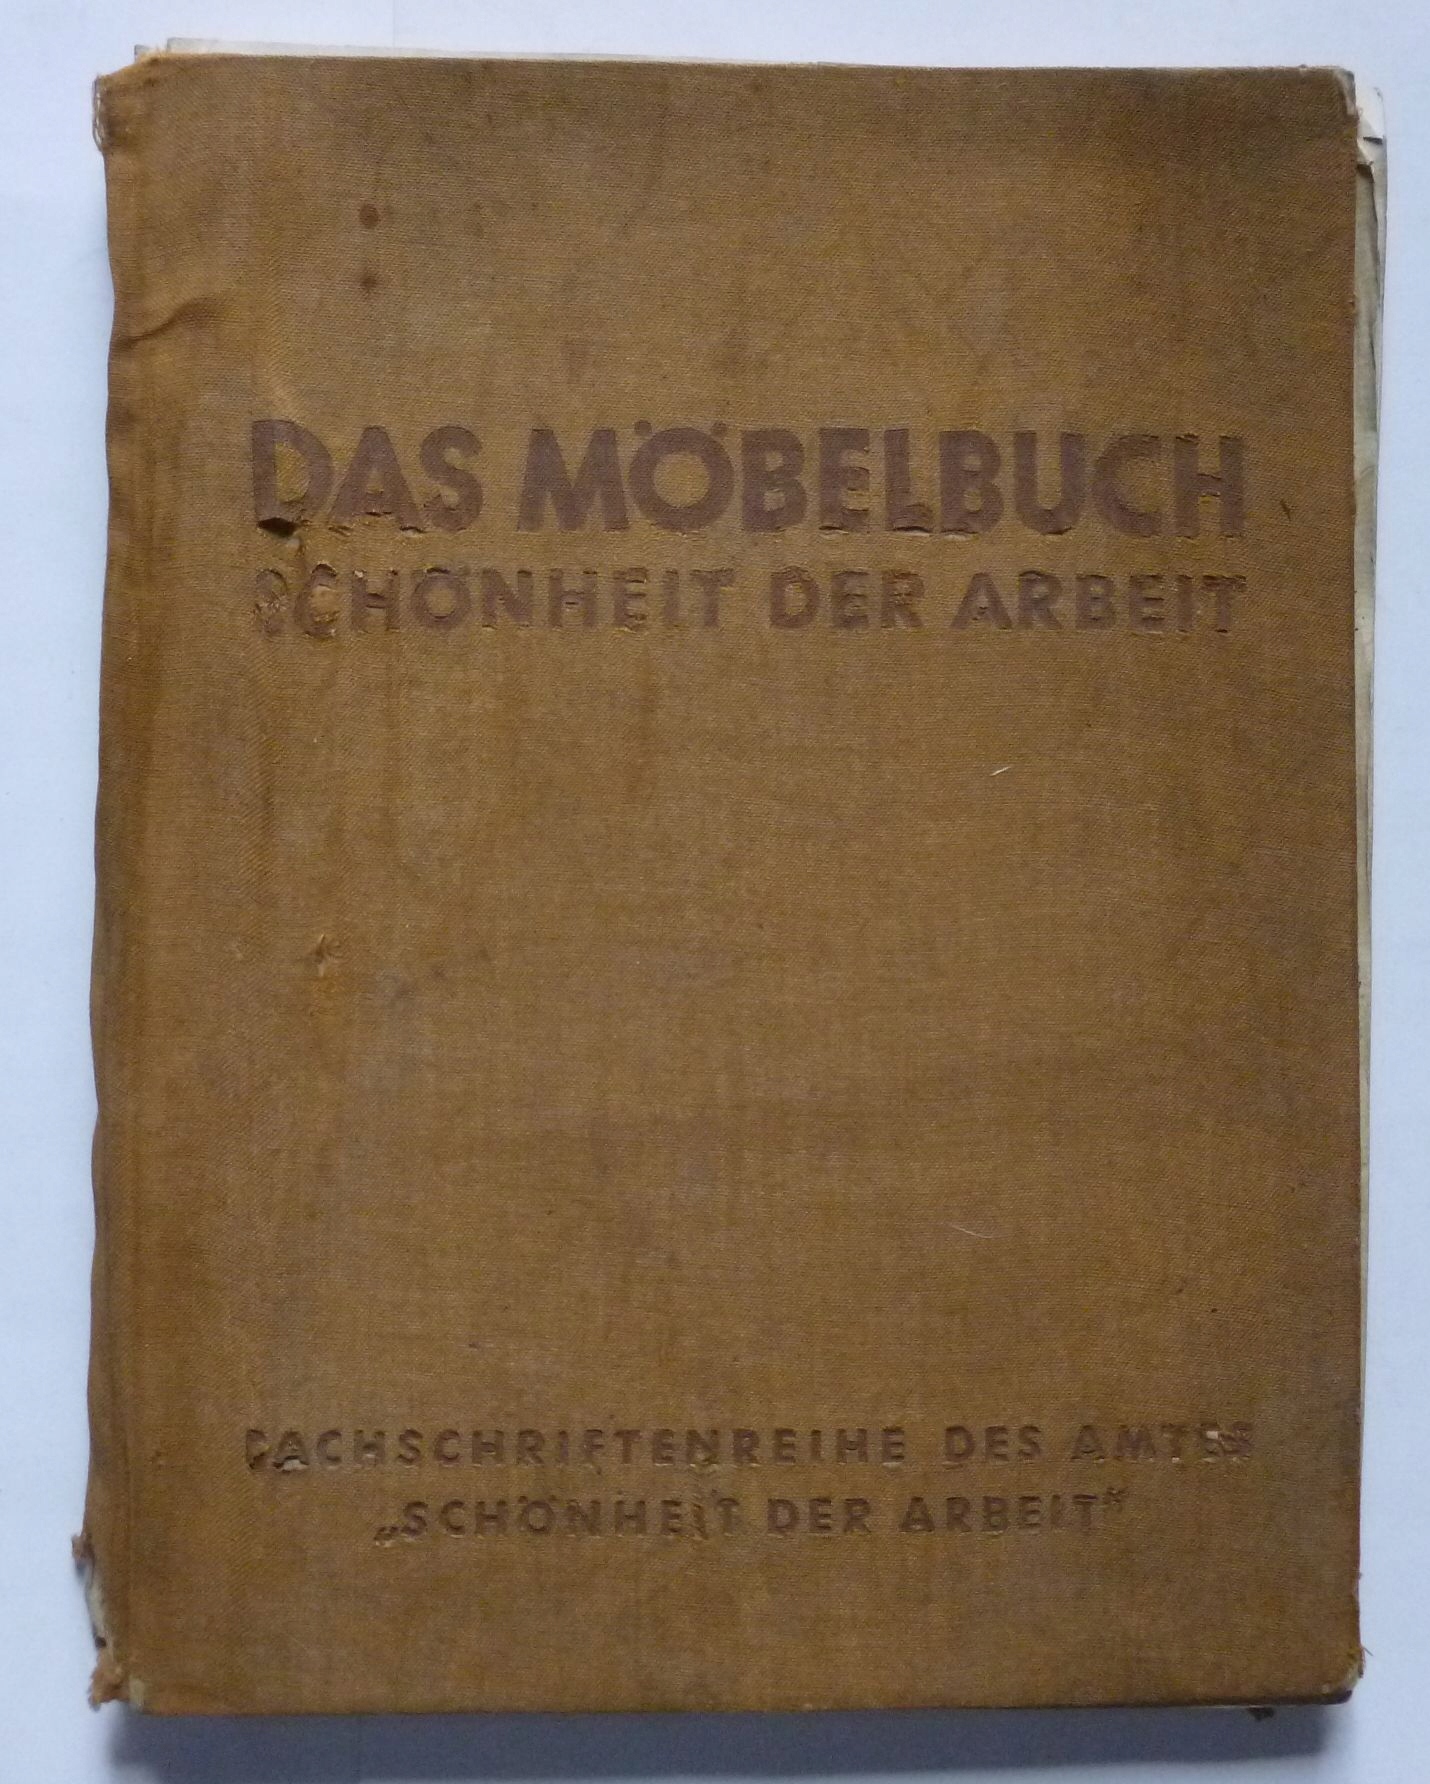 DAS MÖBELBUCH
SCHÖNHEIT DER ARBEIT
FACHSCHRIFTENREIHE DES AMTES
„SCHÖNHEIT DER ARBEIT“